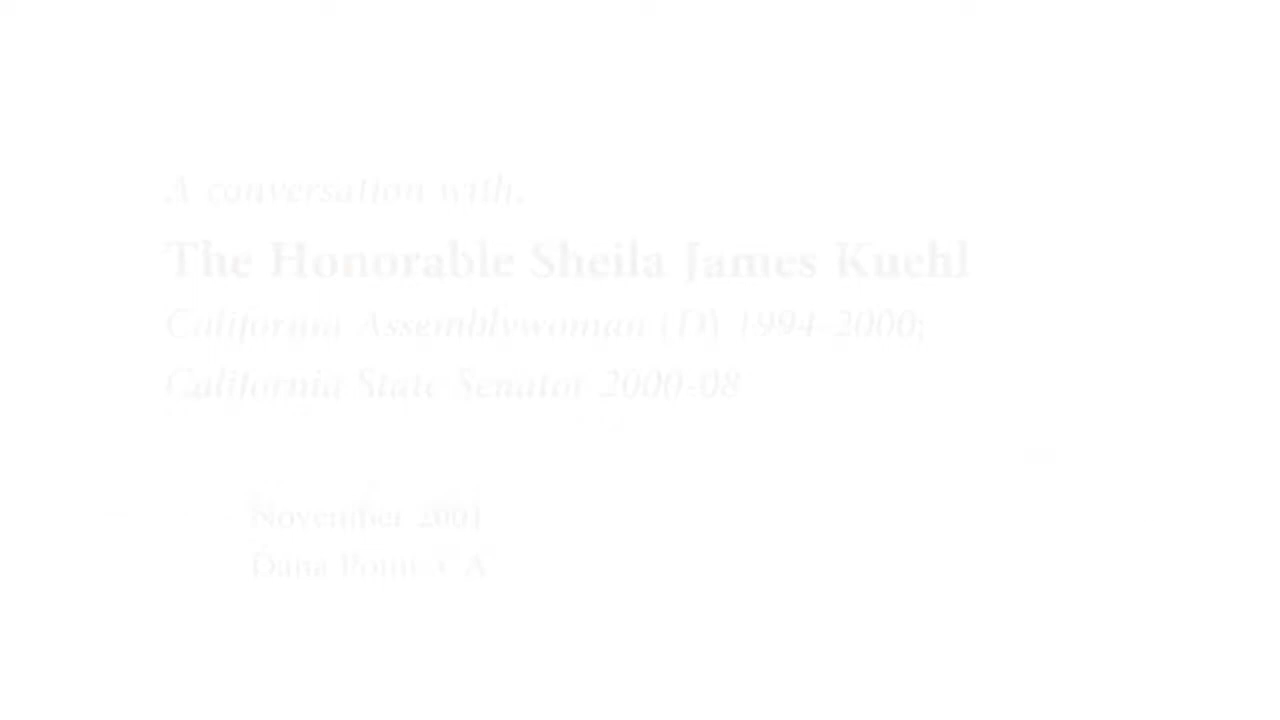 A conversation with,
The Honorable Sheila James Kuehl
California Assemblywoman (D) 1994-2000;
California State Senator 2000-08
November 2001
Dana Point, CA